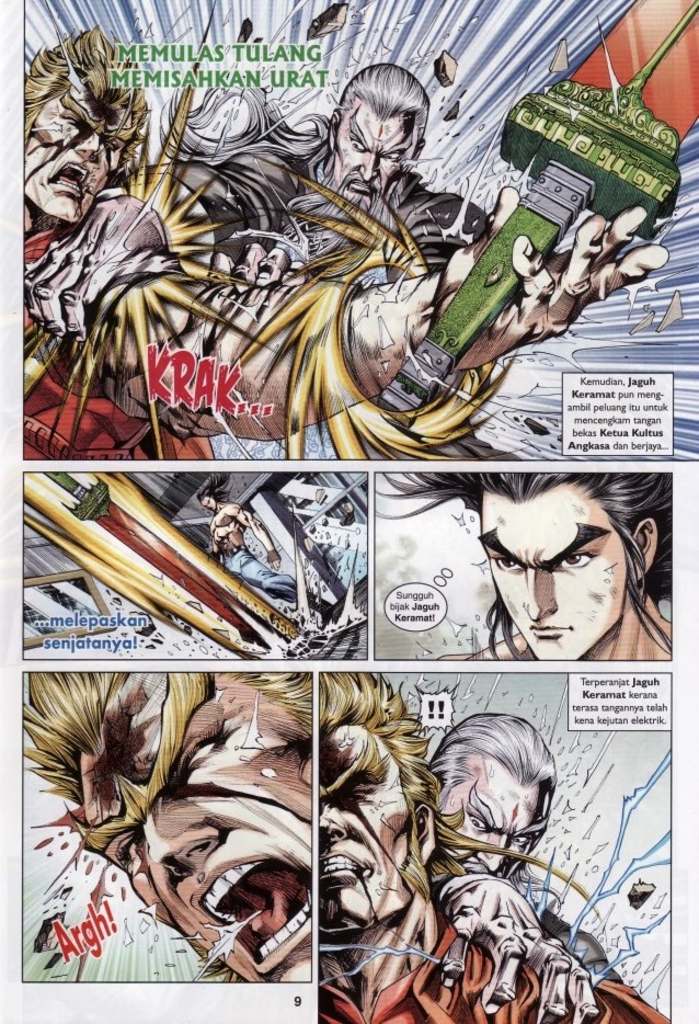 MEMULAS TULANG
MEMISAHKAN URAT
KRAK...
Kemudian, Jaguh
Keramat pun meng-
ambil peluang itu untuk
mencengkam tangan
bekas Ketua Kultus
Angkasa dan berjaya...
...melepaskan
senjatanya!
Sungguh
bijak Jaguh
Keramat!
Argh!
!!
Terperanjat Jaguh
Keramat kerana
terasa tangannya telah
kena kejutan elektrik.
9